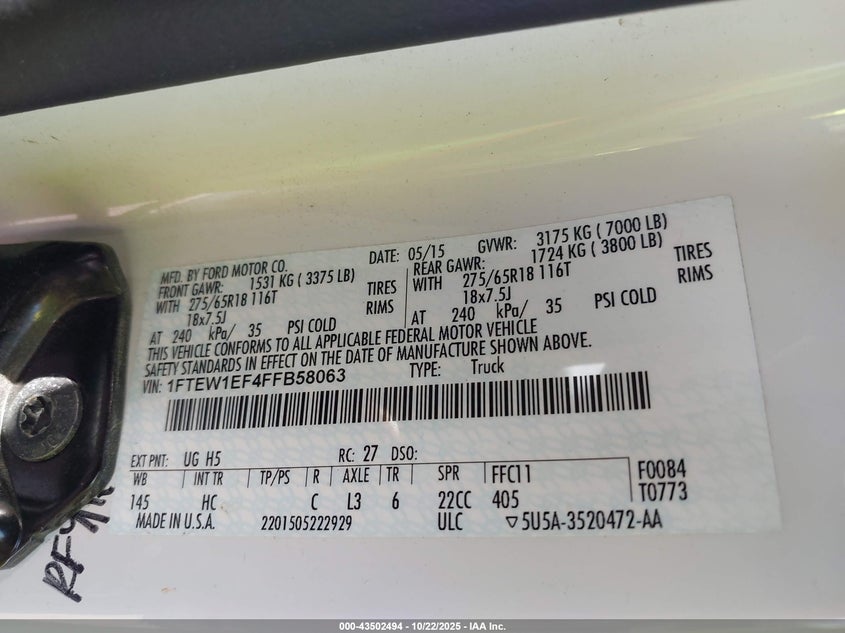 MFD. BY FORD MOTOR CO. DATE: 05/15 GVWR: 3175 KG ( 7000 LB)
FRONT GAWR: 1531 KG ( 3375 LB) REAR GAWR: 1724 KG ( 3800 LB)
WITH 275/65R18 116T TIRES WITH 275/65R18 116T TIRES
18x7.5J RIMS 18x7.5J RIMS
AT 240 kPa/ 35 PSI COLD AT 240 kPa/ 35 PSI COLD
THIS VEHICLE CONFORMS TO ALL APPLICABLE FEDERAL MOTOR VEHICLE
SAFETY STANDARDS IN EFFECT ON THE DATE OF MANUFACTURE SHOWN ABOVE.
VIN: 1FTEW1EF4FFB58063 TYPE: Truck
EXT PNT: UG H5 RC: 27 DSO:
WB INT TR TP/PS R AXLE TR SPR FFC11 F0084
145 HC C L3 6 22CC 405 T0773
MADE IN U.S.A. 2201505222929 ULC ▽5U5A-3520472-AA
000-43502494 - 10/22/2025 - IAA Inc.